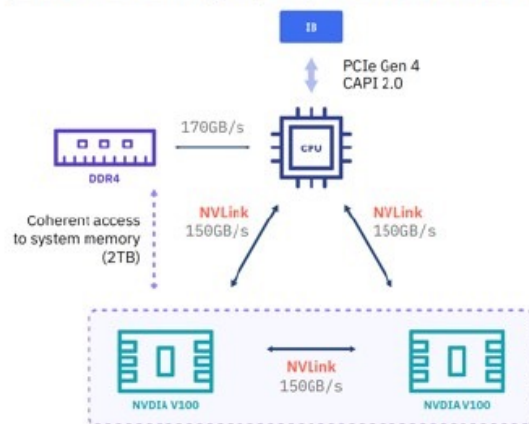 IB
PCIe Gen 4
CAPI 2.0
170GB/s
CPU
DDR4
Coherent access
to system memory
(2TB)
NVLink
150GB/s
NVLink
150GB/s
NVLink
150GB/s
NVDIA V100
NVDIA V100